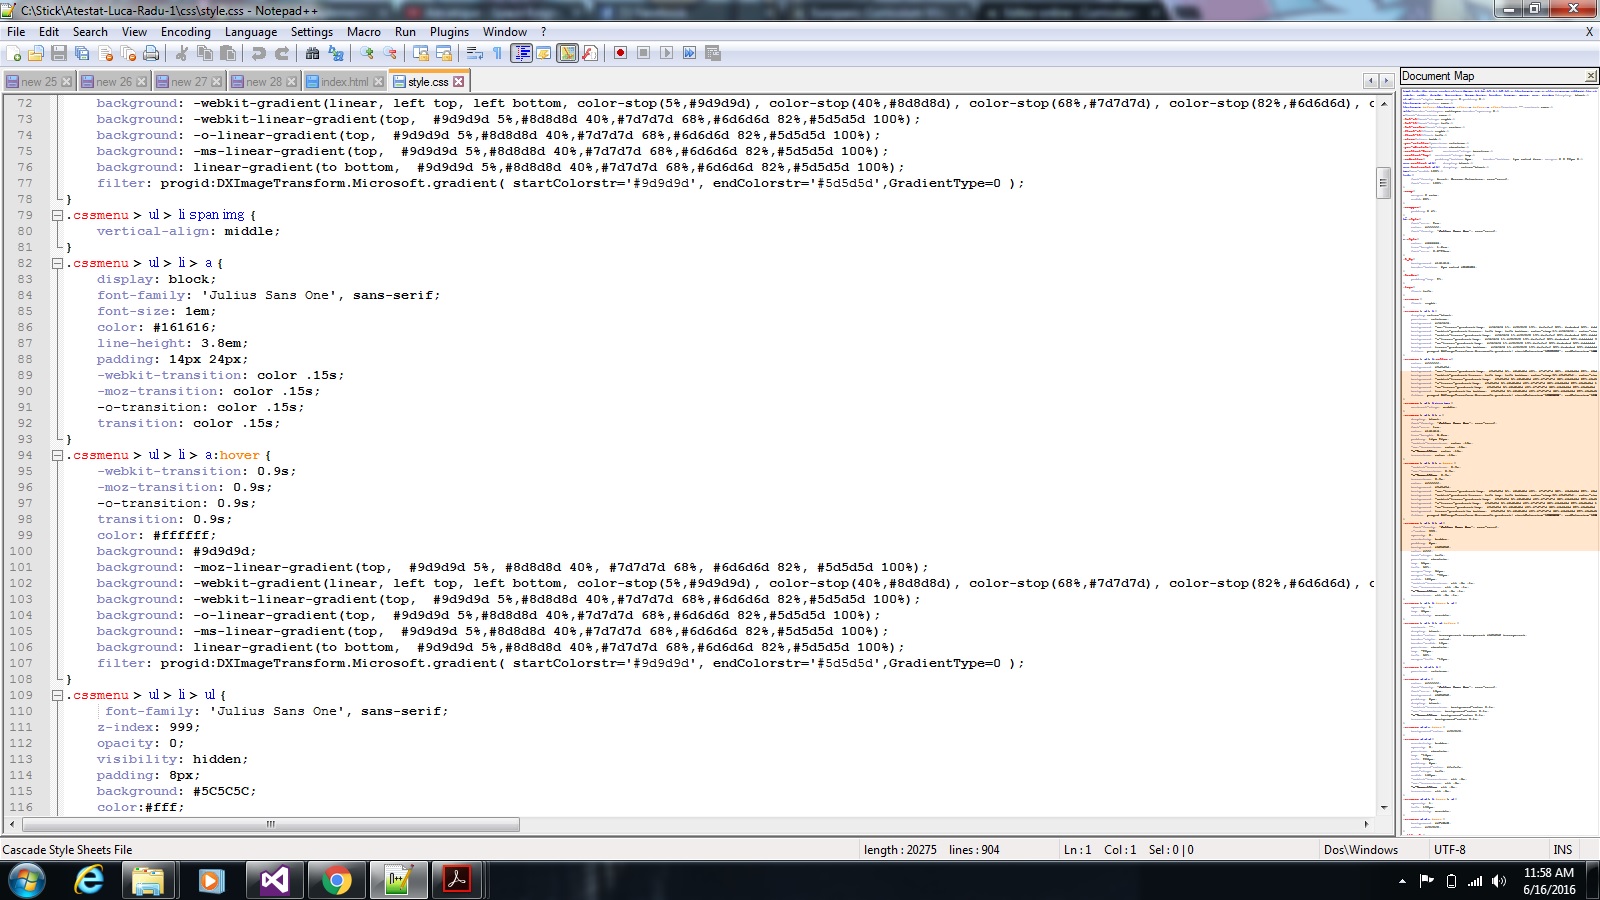 C:\Stick\Atestat-Luca-Radu-1\css\style.css - Notepad++
File Edit Search View Encoding Language Settings Macro Run Plugins Window ? X
new 25 new 26 new 27 new 28 index.html style.css
Document Map
72 background: -webkit-gradient(linear, left top, left bottom, color-stop(5%,#9d9d9d), color-stop(40%,#8d8d8d), color-stop(68%,#7d7d7d), color-stop(82%,#6d6d6d), c
73 background: -webkit-linear-gradient(top,  #9d9d9d 5%,#8d8d8d 40%,#7d7d7d 68%,#6d6d6d 82%,#5d5d5d 100%);
74 background: -o-linear-gradient(top,  #9d9d9d 5%,#8d8d8d 40%,#7d7d7d 68%,#6d6d6d 82%,#5d5d5d 100%);
75 background: -ms-linear-gradient(top,  #9d9d9d 5%,#8d8d8d 40%,#7d7d7d 68%,#6d6d6d 82%,#5d5d5d 100%);
76 background: linear-gradient(to bottom,  #9d9d9d 5%,#8d8d8d 40%,#7d7d7d 68%,#6d6d6d 82%,#5d5d5d 100%);
77 filter: progid:DXImageTransform.Microsoft.gradient( startColorstr='#9d9d9d', endColorstr='#5d5d5d',GradientType=0 );
78 }
79 .cssmenu > ul > li span img {
80 vertical-align: middle;
81 }
82 .cssmenu > ul > li > a {
83 display: block;
84 font-family: 'Julius Sans One', sans-serif;
85 font-size: 1em;
86 color: #161616;
87 line-height: 3.8em;
88 padding: 14px 24px;
89 -webkit-transition: color .15s;
90 -moz-transition: color .15s;
91 -o-transition: color .15s;
92 transition: color .15s;
93 }
94 .cssmenu > ul > li > a:hover {
95 -webkit-transition: 0.9s;
96 -moz-transition: 0.9s;
97 -o-transition: 0.9s;
98 transition: 0.9s;
99 color: #ffffff;
100 background: #9d9d9d;
101 background: -moz-linear-gradient(top,  #9d9d9d 5%, #8d8d8d 40%, #7d7d7d 68%, #6d6d6d 82%, #5d5d5d 100%);
102 background: -webkit-gradient(linear, left top, left bottom, color-stop(5%,#9d9d9d), color-stop(40%,#8d8d8d), color-stop(68%,#7d7d7d), color-stop(82%,#6d6d6d), c
103 background: -webkit-linear-gradient(top,  #9d9d9d 5%,#8d8d8d 40%,#7d7d7d 68%,#6d6d6d 82%,#5d5d5d 100%);
104 background: -o-linear-gradient(top,  #9d9d9d 5%,#8d8d8d 40%,#7d7d7d 68%,#6d6d6d 82%,#5d5d5d 100%);
105 background: -ms-linear-gradient(top,  #9d9d9d 5%,#8d8d8d 40%,#7d7d7d 68%,#6d6d6d 82%,#5d5d5d 100%);
106 background: linear-gradient(to bottom,  #9d9d9d 5%,#8d8d8d 40%,#7d7d7d 68%,#6d6d6d 82%,#5d5d5d 100%);
107 filter: progid:DXImageTransform.Microsoft.gradient( startColorstr='#9d9d9d', endColorstr='#5d5d5d',GradientType=0 );
108 }
109 .cssmenu > ul > li > ul {
110 font-family: 'Julius Sans One', sans-serif;
111 z-index: 999;
112 opacity: 0;
113 visibility: hidden;
114 padding: 8px;
115 background: #5C5C5C;
116 color:#fff;
Cascade Style Sheets File length : 20275 lines : 904 Ln : 1 Col : 1 Sel : 0 | 0 Dos\Windows UTF-8 INS
11:58 AM
6/16/2016